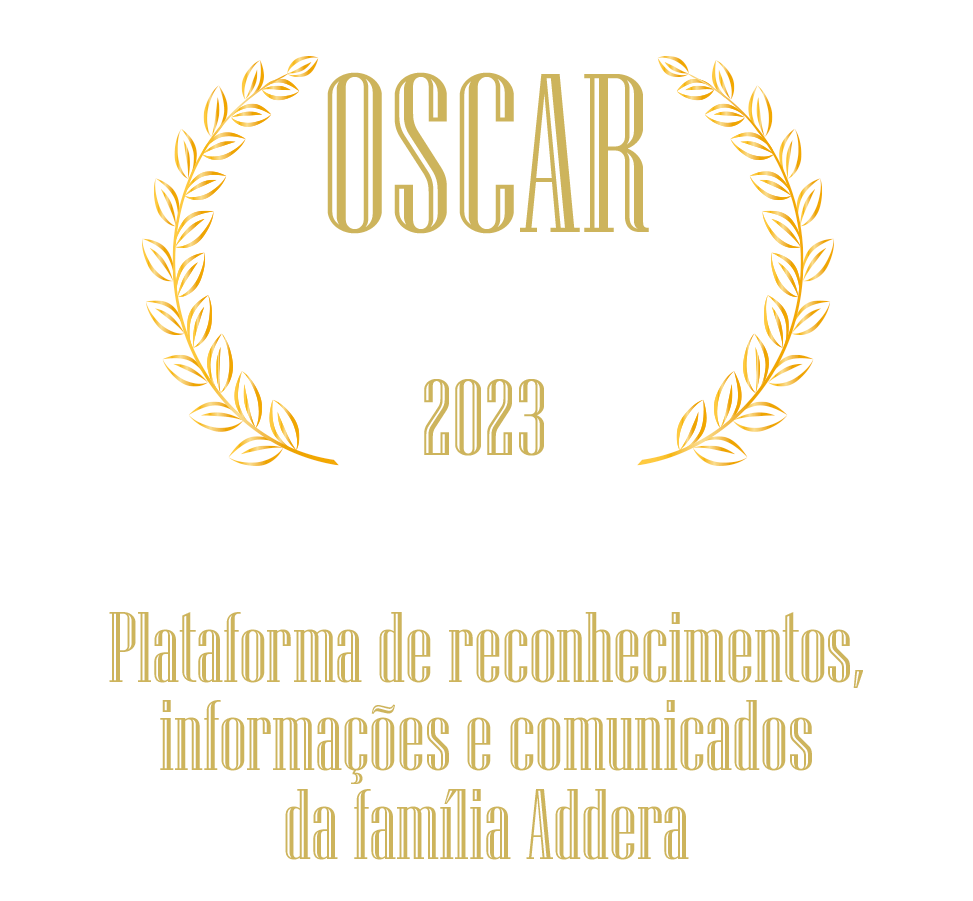 OSCAR
2023
Plataforma de reconhecimentos,
informações e comunicados
da família Addera